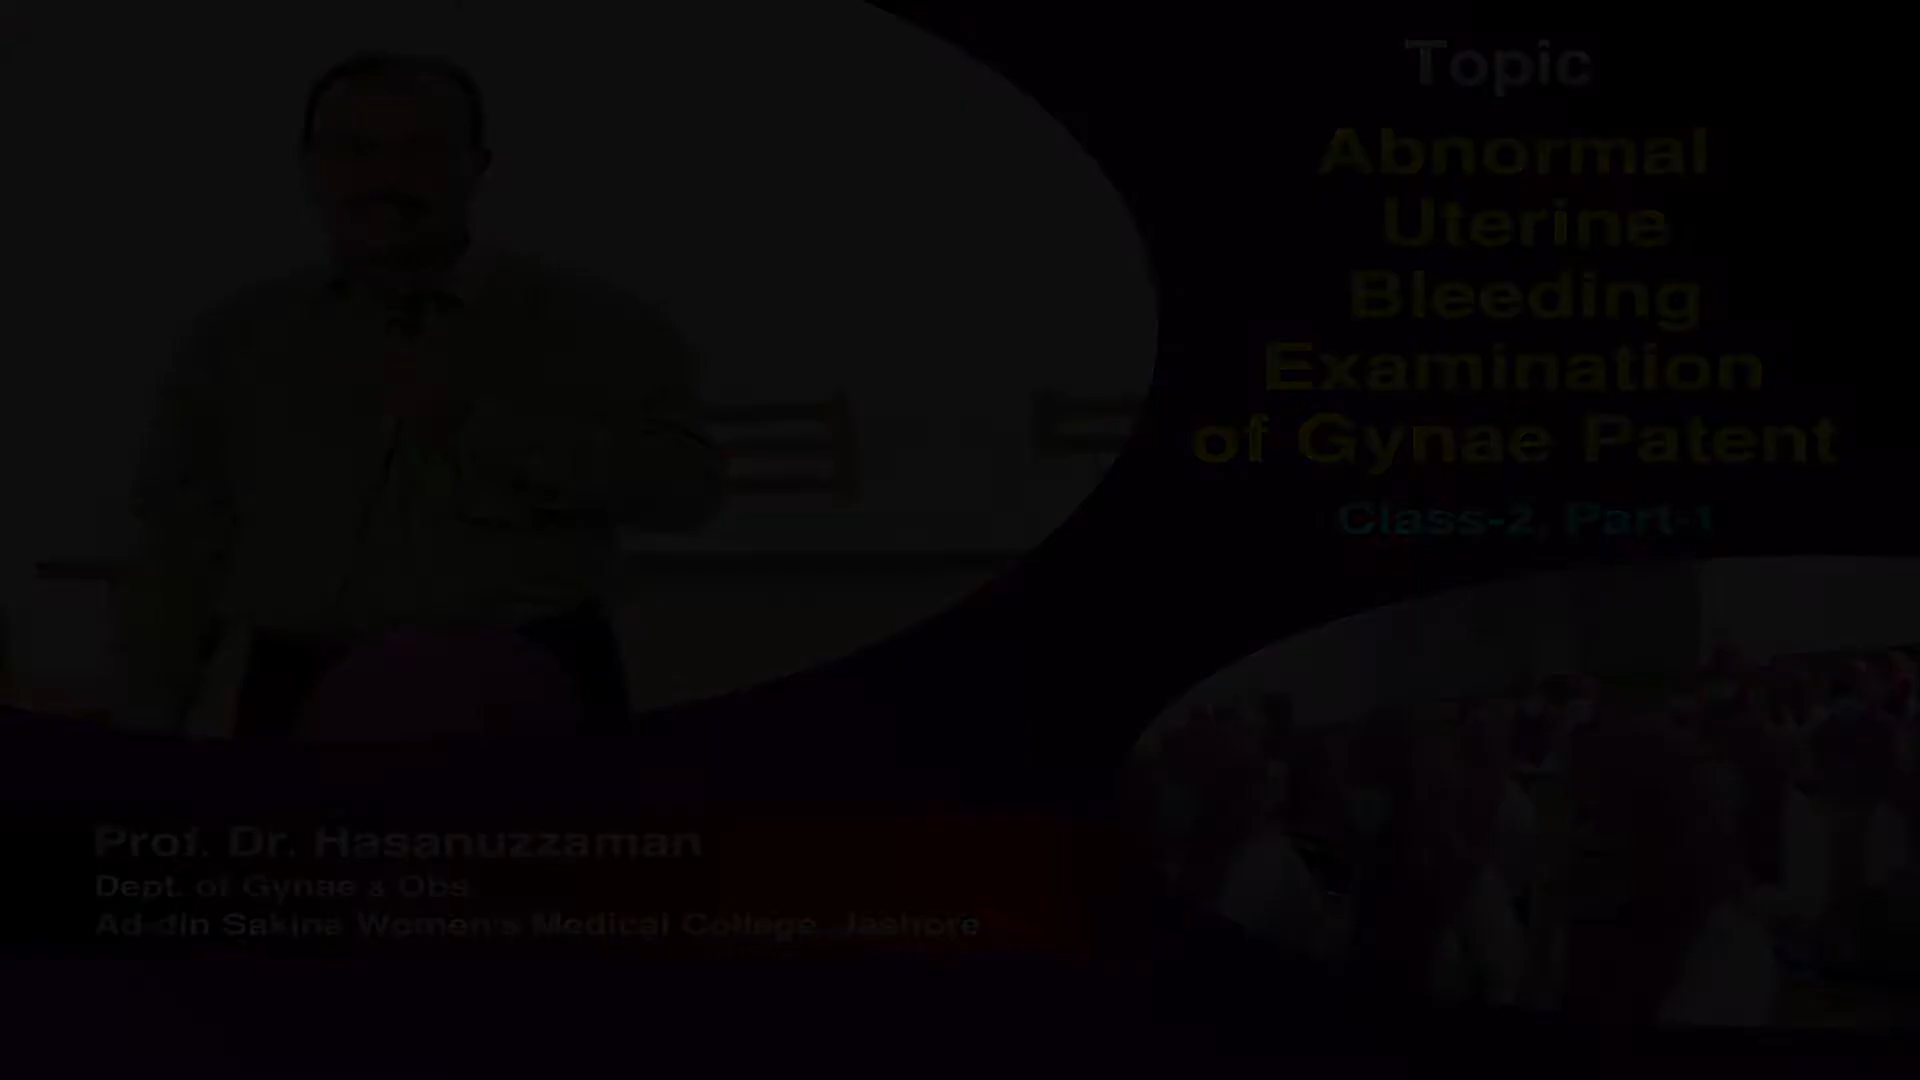 Topic
Abnormal
Uterine
Bleeding
Examination
of Gynae Patent
Class-2, Part-1
Prof. Dr. Hasanuzzaman
Dept. of Gynae & Obs.
Ad-din Sakina Women's Medical College, Jashore